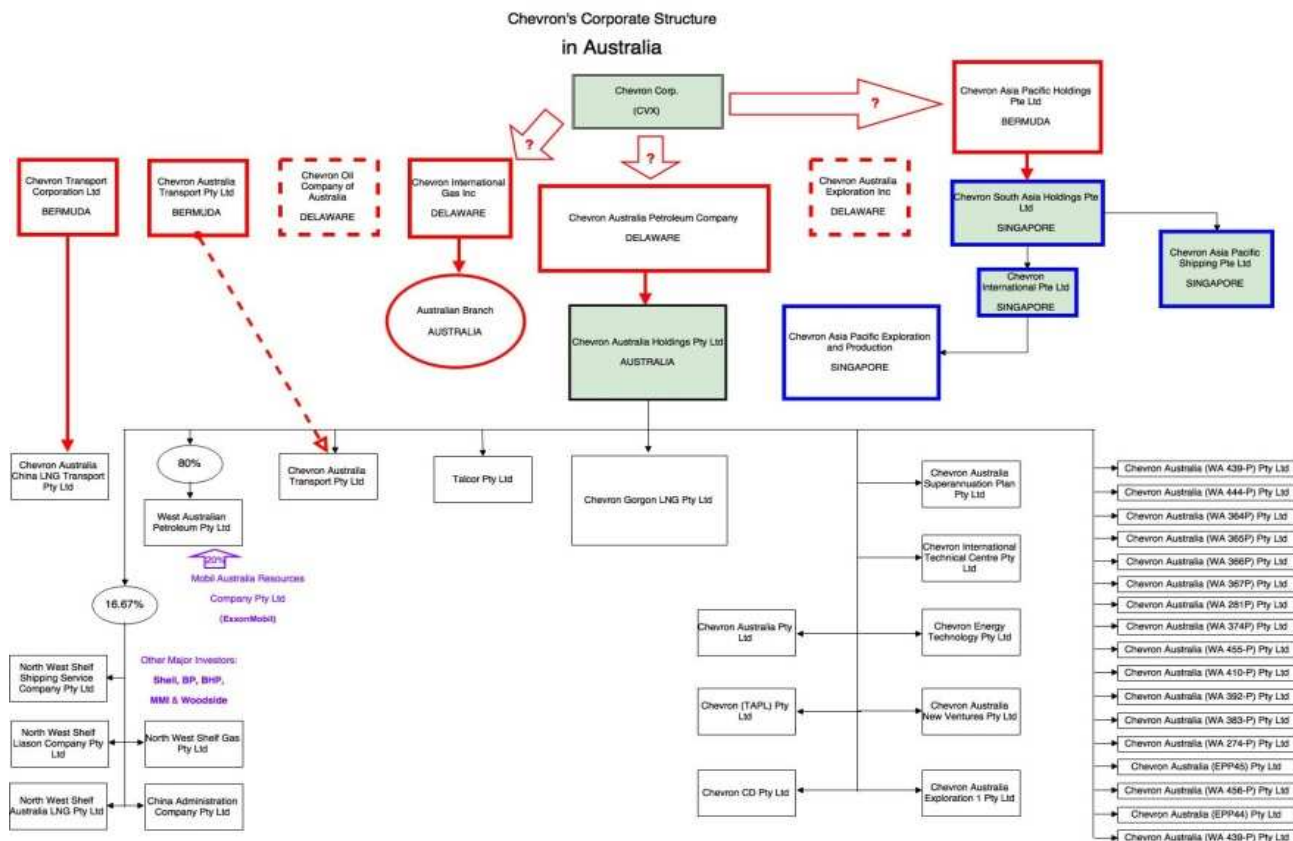 Chevron's Corporate Structure
in Australia
Chevron Corp.
(CVX)
?
?
?
Chevron Asia Pacific Holdings
Pte Ltd
BERMUDA
Chevron Transport
Corporation Ltd
BERMUDA
Chevron Australia
Transport Pty Ltd
BERMUDA
Chevron Oil
Company of
Australia
DELAWARE
Chevron International
Gas Inc
DELAWARE
Chevron Australia Petroleum Company
DELAWARE
Chevron Australia
Exploration Inc
DELAWARE
Chevron South Asia Holdings Pte
Ltd
SINGAPORE
Chevron Asia Pacific
Shipping Pte Ltd
SINGAPORE
Chevron
International Pte Ltd
SINGAPORE
Australian Branch
AUSTRALIA
Chevron Australia Holdings Pty Ltd
AUSTRALIA
Chevron Asia Pacific Exploration
and Production
SINGAPORE
Chevron Australia
China LNG Transport
Pty Ltd
80%
West Australian
Petroleum Pty Ltd
20%
Mobil Australia Resources
Company Pty Ltd
(ExxonMobil)
Chevron Australia
Transport Pty Ltd
Talcor Pty Ltd
Chevron Gorgon LNG Pty Ltd
16.67%
Other Major Investors:
Shell, BP, BHP,
MMI & Woodside
North West Shelf
Shipping Service
Company Pty Ltd
North West Shelf
Liason Company Pty
Ltd
North West Shelf Gas
Pty Ltd
North West Shelf
Australia LNG Pty Ltd
China Administration
Company Pty Ltd
Chevron Australia
Superannuation Plan
Pty Ltd
Chevron International
Technical Centre Pty
Ltd
Chevron Australia Pty
Ltd
Chevron Energy
Technology Pty Ltd
Chevron (TAPL) Pty
Ltd
Chevron Australia
New Ventures Pty Ltd
Chevron CD Pty Ltd
Chevron Australia
Exploration 1 Pty Ltd
Chevron Australia (WA 439-P) Pty Ltd
Chevron Australia (WA 444-P) Pty Ltd
Chevron Australia (WA 364P) Pty Ltd
Chevron Australia (WA 365P) Pty Ltd
Chevron Australia (WA 366P) Pty Ltd
Chevron Australia (WA 367P) Pty Ltd
Chevron Australia (WA 281P) Pty Ltd
Chevron Australia (WA 374P) Pty Ltd
Chevron Australia (WA 455-P) Pty Ltd
Chevron Australia (WA 410-P) Pty Ltd
Chevron Australia (WA 392-P) Pty Ltd
Chevron Australia (WA 383-P) Pty Ltd
Chevron Australia (WA 274-P) Pty Ltd
Chevron Australia (EPP45) Pty Ltd
Chevron Australia (WA 456-P) Pty Ltd
Chevron Australia (EPP44) Pty Ltd
Chevron Australia (WA 439-P) Pty Ltd